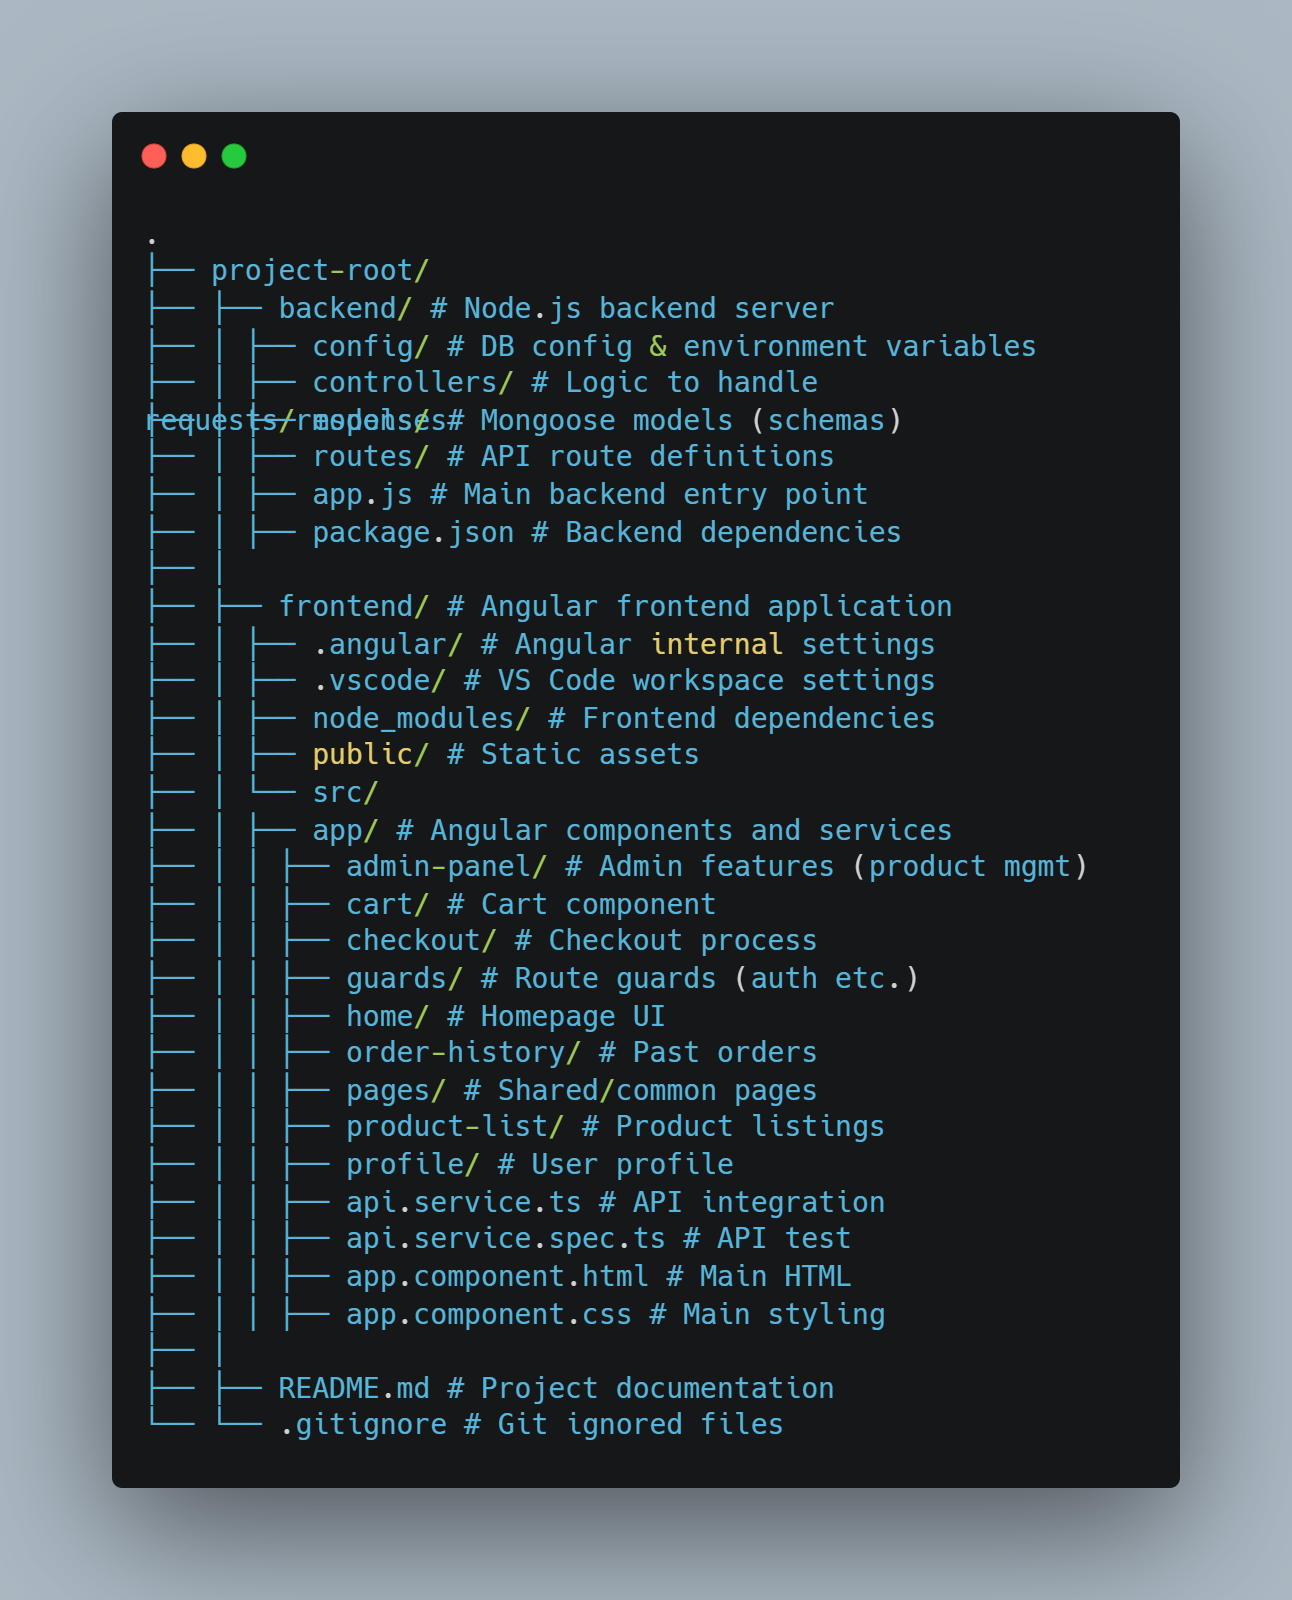 .
├── project-root/
├── ├── backend/ # Node.js backend server
├── │ ├── config/ # DB config & environment variables
├── │ ├── controllers/ # Logic to handle
requests/responses
├── │ ├── models/ # Mongoose models (schemas)
├── │ ├── routes/ # API route definitions
├── │ ├── app.js # Main backend entry point
├── │ ├── package.json # Backend dependencies
├── │
├── ├── frontend/ # Angular frontend application
├── │ ├── .angular/ # Angular internal settings
├── │ ├── .vscode/ # VS Code workspace settings
├── │ ├── node_modules/ # Frontend dependencies
├── │ ├── public/ # Static assets
├── │ └── src/
├── │ ├── app/ # Angular components and services
├── │ │ ├── admin-panel/ # Admin features (product mgmt)
├── │ │ ├── cart/ # Cart component
├── │ │ ├── checkout/ # Checkout process
├── │ │ ├── guards/ # Route guards (auth etc.)
├── │ │ ├── home/ # Homepage UI
├── │ │ ├── order-history/ # Past orders
├── │ │ ├── pages/ # Shared/common pages
├── │ │ ├── product-list/ # Product listings
├── │ │ ├── profile/ # User profile
├── │ │ ├── api.service.ts # API integration
├── │ │ ├── api.service.spec.ts # API test
├── │ │ ├── app.component.html # Main HTML
├── │ │ ├── app.component.css # Main styling
├── │
├── ├── README.md # Project documentation
└── └── .gitignore # Git ignored files